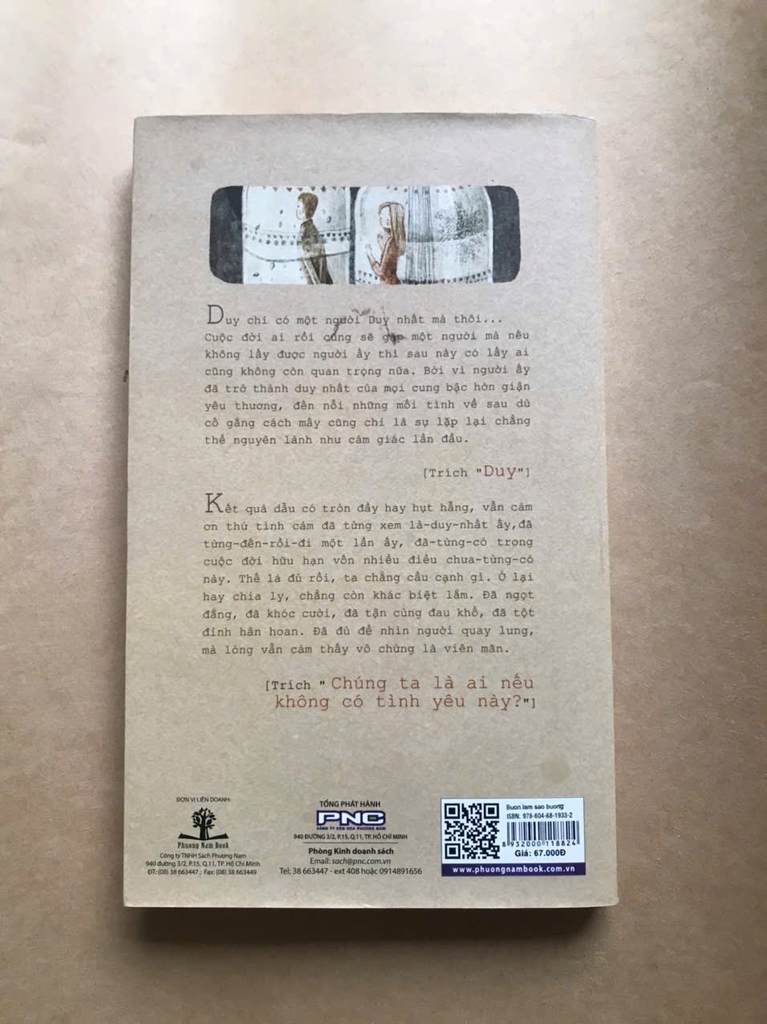 Duy chỉ có một người Duy nhất mà thôi...
Cuộc đời ai rồi cũng sẽ gặp một người mà nếu
không lấy được người ấy thì sau này có lấy ai
cũng không còn quan trọng nữa. Bởi vì người ấy
đã trở thành duy nhất của mọi cung bậc hờn giận
yêu thương, đến nỗi những mối tình về sau dù
cố gắng cách mấy cũng chỉ là sự lặp lại chẳng
thể nguyên lành như cảm giác lần đầu.
[Trích "Duy"]
Kết quả dẫu có tròn đầy hay hụt hẫng, vẫn cảm
ơn thứ tình cảm đã từng xem là-duy-nhất ấy,đã
từng-đến-rồi-đi một lần ấy, đã-từng-có trong
cuộc đời hữu hạn vốn nhiều điều chưa-từng-có
này. Thế là đủ rồi, ta chẳng cầu cạnh gì. Ở lại
hay chia ly, chẳng còn khác biệt lắm. Đã ngọt
đắng, đã khóc cười, đã tận cùng đau khổ, đã tột
đỉnh hân hoan. Đã đủ để nhìn người quay lưng,
mà lòng vẫn cảm thấy vô chừng là viên mãn.
[Trích " Chúng ta là ai nếu
không có tình yêu này?"]
ĐƠN VỊ LIÊN DOANH:
Phuong Nam Book
Công ty TNHH Sách Phương Nam
940 đường 3/2, P.15, Q.11, TP. Hồ Chí Minh
ĐT: (08) 38 663447 ; Fax: (08) 38 663449
TỔNG PHÁT HÀNH
PNC
CÔNG TY VĂN HÓA PHƯƠNG NAM
940 ĐƯỜNG 3/2, P.15, Q.11, TP. HỒ CHÍ MINH
Phòng Kinh doanh sách
Email: sach@pnc.com.vn
Tel: 38 663447 - ext 408 hoặc 0914891656
Buon lam sao buong
ISBN: 978-604-68-1933-2
8932000118824
Giá: 67.000Đ
www.phuongnambook.com.vn